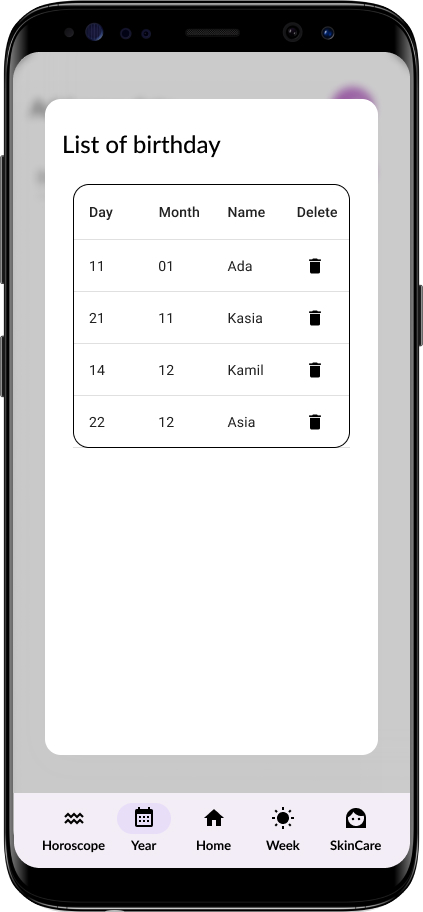 List of birthday
Day Month Name Delete
11 01 Ada
21 11 Kasia
14 12 Kamil
22 12 Asia
Horoscope Year Home Week SkinCare